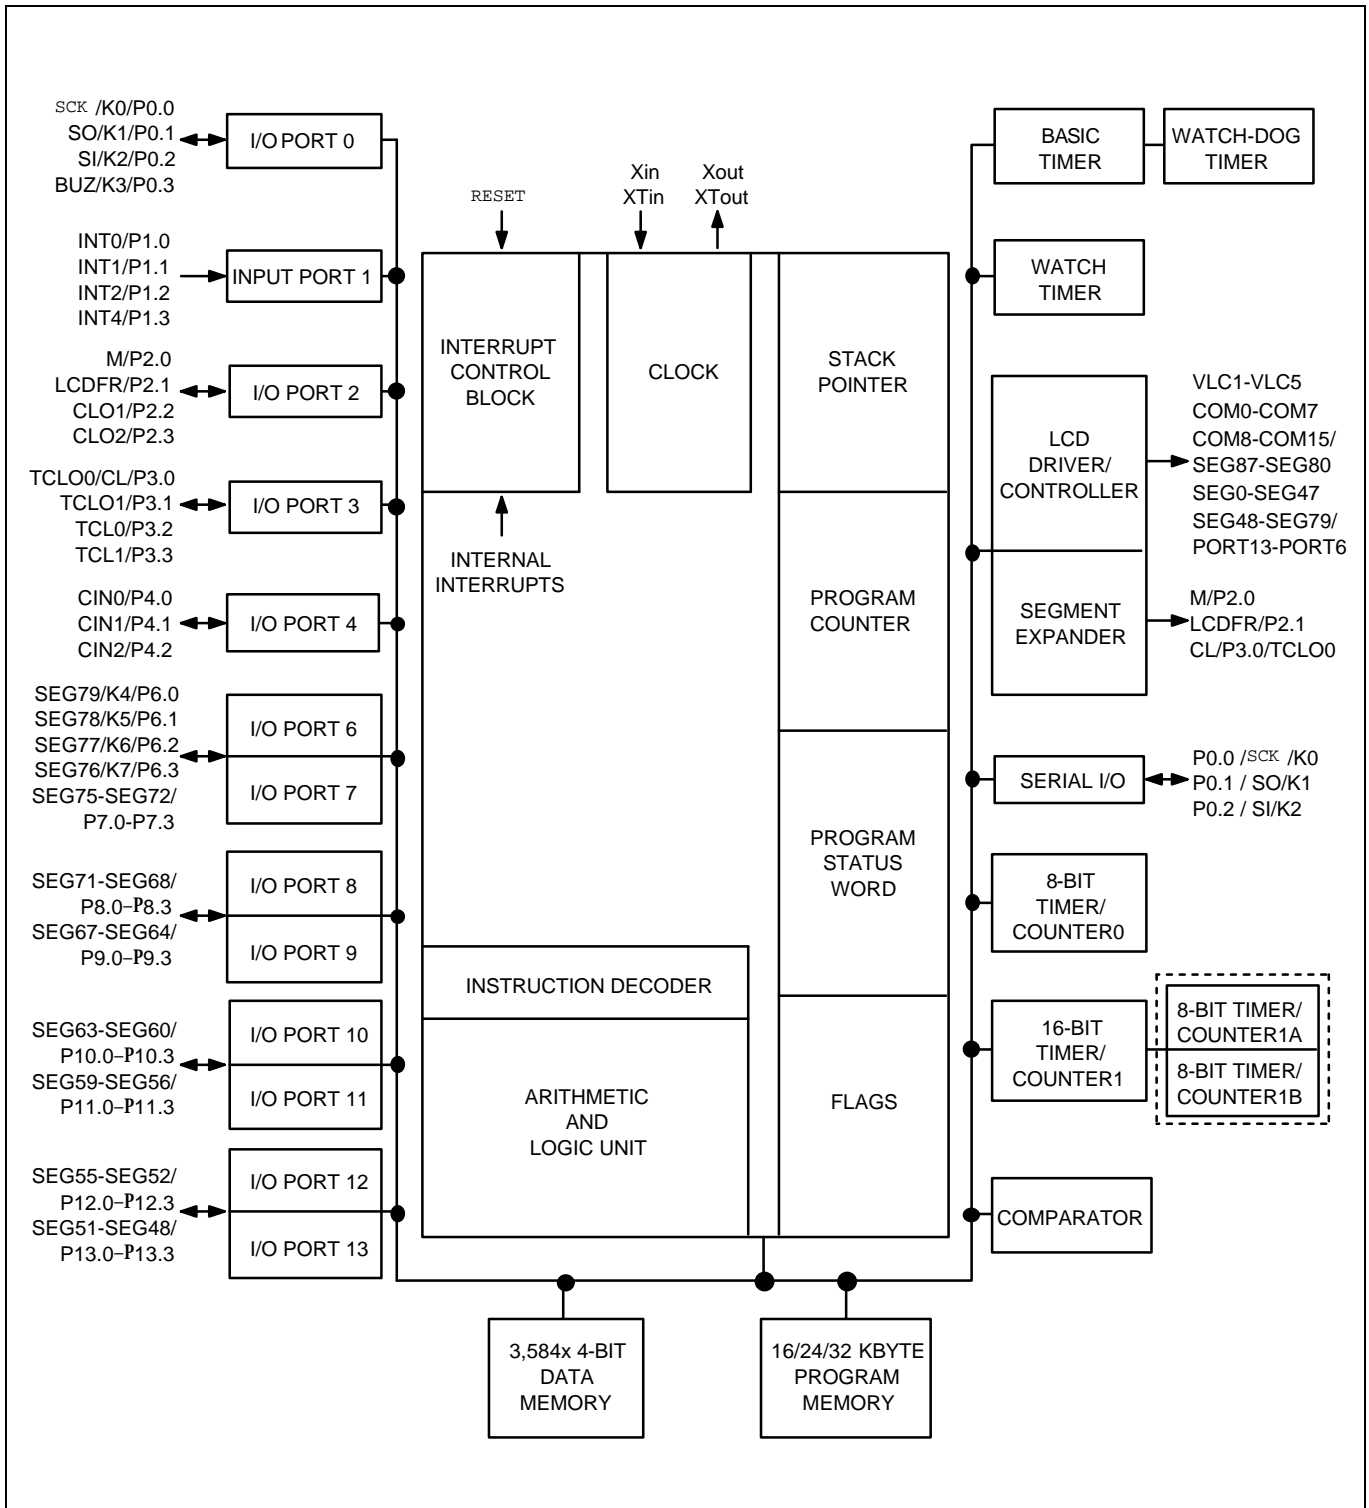 SCK /K0/P0.0
SO/K1/P0.1
SI/K2/P0.2
BUZ/K3/P0.3
I/O PORT 0
INT0/P1.0
INT1/P1.1
INT2/P1.2
INT4/P1.3
INPUT PORT 1
M/P2.0
LCDFR/P2.1
CLO1/P2.2
CLO2/P2.3
I/O PORT 2
TCLO0/CL/P3.0
TCLO1/P3.1
TCL0/P3.2
TCL1/P3.3
I/O PORT 3
CIN0/P4.0
CIN1/P4.1
CIN2/P4.2
I/O PORT 4
SEG79/K4/P6.0
SEG78/K5/P6.1
SEG77/K6/P6.2
SEG76/K7/P6.3
SEG75-SEG72/
P7.0-P7.3
I/O PORT 6
I/O PORT 7
SEG71-SEG68/
P8.0–P8.3
SEG67-SEG64/
P9.0–P9.3
I/O PORT 8
I/O PORT 9
SEG63-SEG60/
P10.0–P10.3
SEG59-SEG56/
P11.0–P11.3
I/O PORT 10
I/O PORT 11
SEG55-SEG52/
P12.0–P12.3
SEG51-SEG48/
P13.0–P13.3
I/O PORT 12
I/O PORT 13
RESET
Xin
XTin
Xout
XTout
INTERRUPT
CONTROL
BLOCK
CLOCK
STACK
POINTER
INTERNAL
INTERRUPTS
PROGRAM
COUNTER
PROGRAM
STATUS
WORD
INSTRUCTION DECODER
ARITHMETIC
AND
LOGIC UNIT
FLAGS
3,584x 4-BIT
DATA
MEMORY
16/24/32 KBYTE
PROGRAM
MEMORY
BASIC
TIMER
WATCH-DOG
TIMER
WATCH
TIMER
LCD
DRIVER/
CONTROLLER
VLC1-VLC5
COM0-COM7
COM8-COM15/
SEG87-SEG80
SEG0-SEG47
SEG48-SEG79/
PORT13-PORT6
SEGMENT
EXPANDER
M/P2.0
LCDFR/P2.1
CL/P3.0/TCLO0
SERIAL I/O
P0.0 /SCK /K0
P0.1 / SO/K1
P0.2 / SI/K2
8-BIT
TIMER/
COUNTER0
16-BIT
TIMER/
COUNTER1
8-BIT TIMER/
COUNTER1A
8-BIT TIMER/
COUNTER1B
COMPARATOR